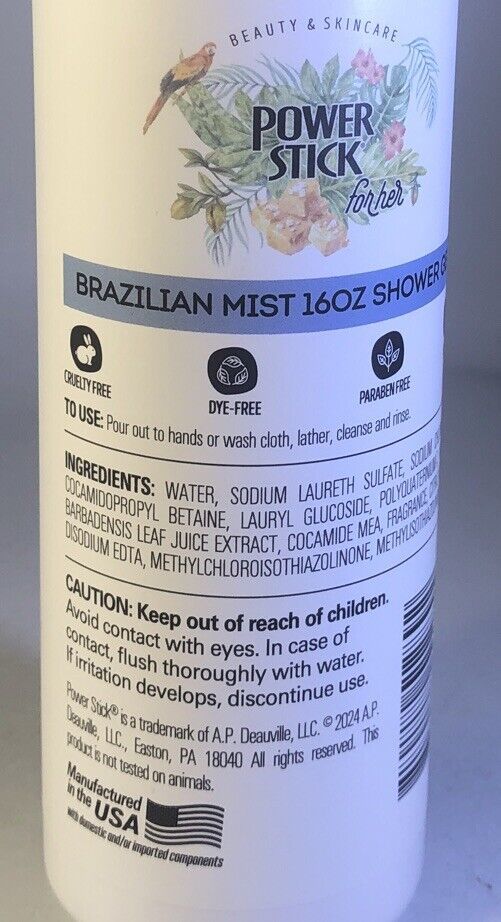 BEAUTY & SKINCARE
POWER
STICK®
for her
BRAZILIAN MIST 16OZ SHOWER
CRUELTY FREE
DYE-FREE
PARABEN FREE
TO USE: Pour out to hands or wash cloth, lather, cleanse and rinse.
INGREDIENTS: WATER, SODIUM LAURETH SULFATE, SODIUM
COCAMIDOPROPYL BETAINE, LAURYL GLUCOSIDE,
BARBADENSIS LEAF JUICE EXTRACT, COCAMIDE MEA, FRAGRANCE,
DISODIUM EDTA, METHYLCHLOROISOTHIAZOLINONE,
CAUTION: Keep out of reach of children.
Avoid contact with eyes. In case of
contact, flush thoroughly with water.
If irritation develops, discontinue use.
Power Stick® is a trademark of A.P. Deauville, LLC. © 2024 A.P.
Deauville, LLC., Easton, PA 18040 All rights reserved. This
product is not tested on animals.
Manufactured
in the USA
with domestic and/or imported components